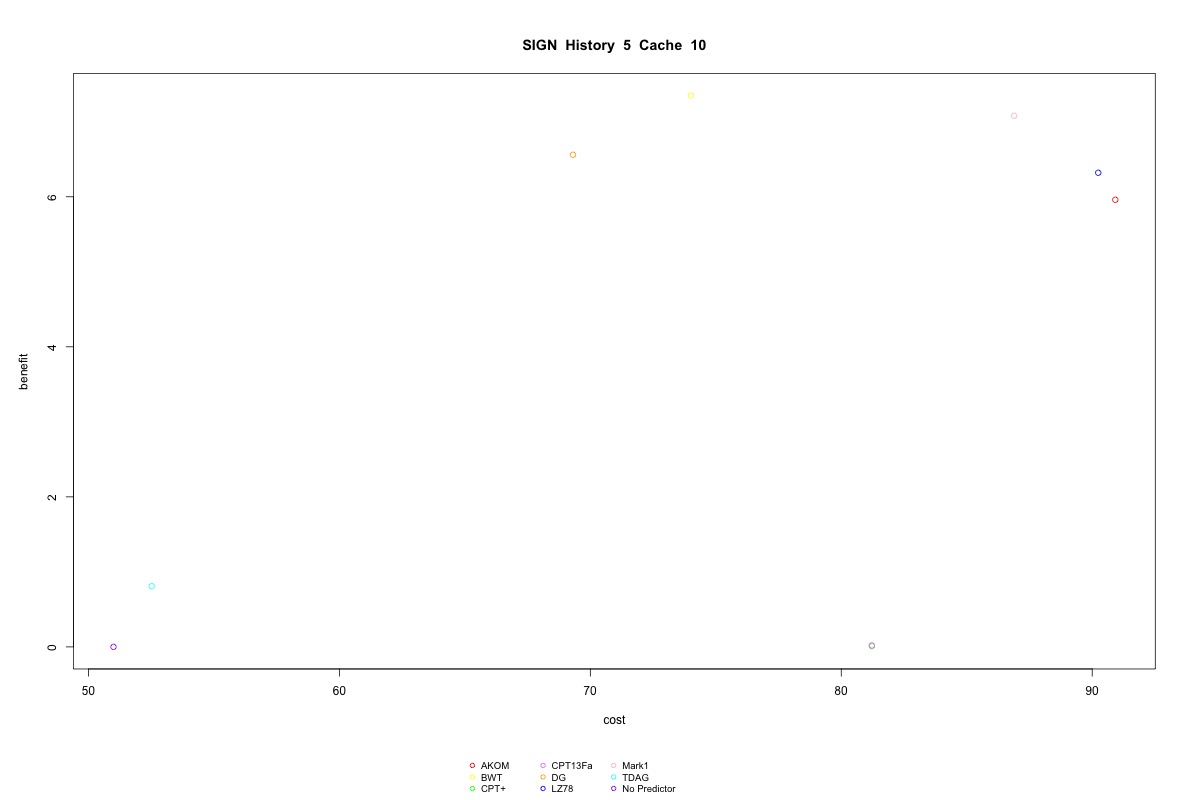 SIGN History 5 Cache 10
6
4
benefit
2
0
50 60 70 80 90
cost
AKOM CPT13Fa Mark1
BWT DG TDAG
CPT+ LZ78 No Predictor